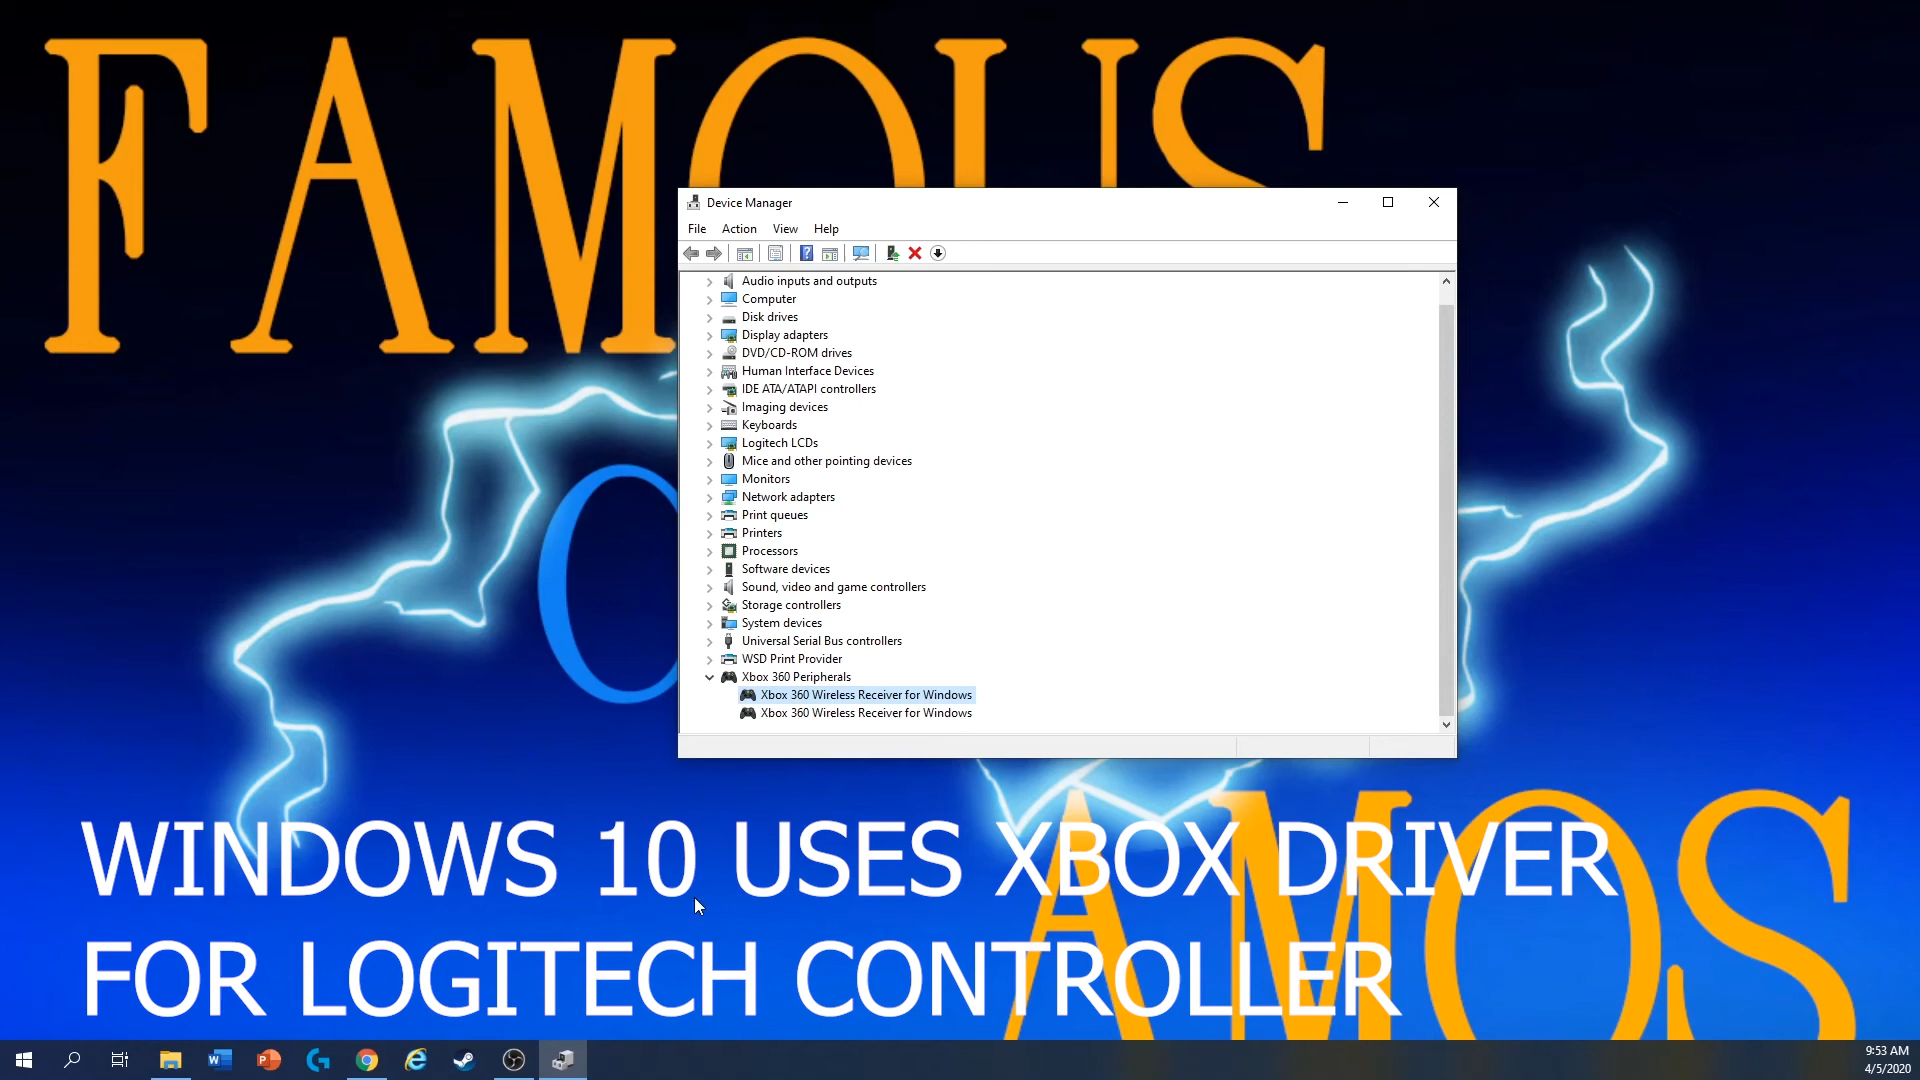 FAMOUS
Device Manager
File Action View Help
Audio inputs and outputs
Computer
Disk drives
Display adapters
DVD/CD-ROM drives
Human Interface Devices
IDE ATA/ATAPI controllers
Imaging devices
Keyboards
Logitech LCDs
Mice and other pointing devices
Monitors
Network adapters
Print queues
Printers
Processors
Software devices
Sound, video and game controllers
Storage controllers
System devices
Universal Serial Bus controllers
WSD Print Provider
Xbox 360 Peripherals
Xbox 360 Wireless Receiver for Windows
Xbox 360 Wireless Receiver for Windows
AMOS
WINDOWS 10 USES XBOX DRIVER
FOR LOGITECH CONTROLLER
9:53 AM
4/5/2020